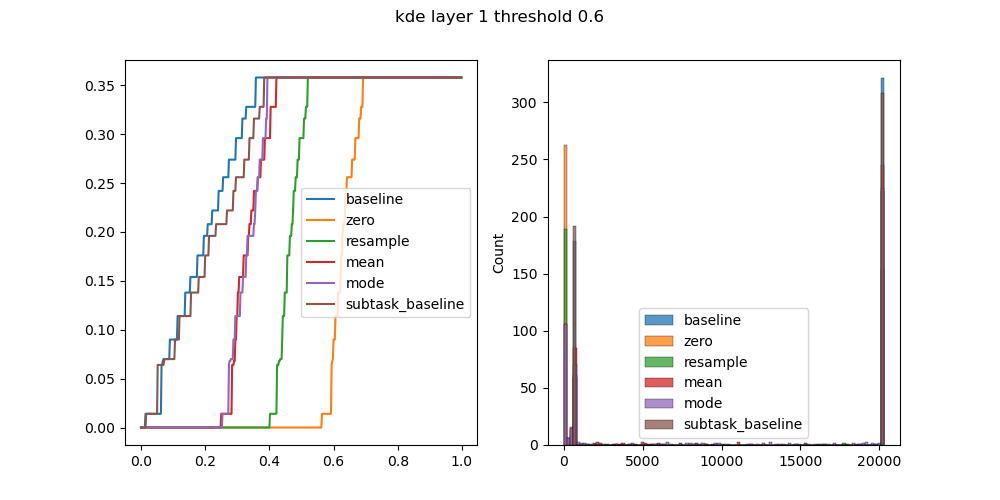 kde layer 1 threshold 0.6
0.35
0.30
0.25
0.20
0.15
0.10
0.05
0.00
0.0
0.2
0.4
0.6
0.8
1.0
baseline
zero
resample
mean
mode
subtask_baseline
Count
300
250
200
150
100
50
0
0
5000
10000
15000
20000
baseline
zero
resample
mean
mode
subtask_baseline